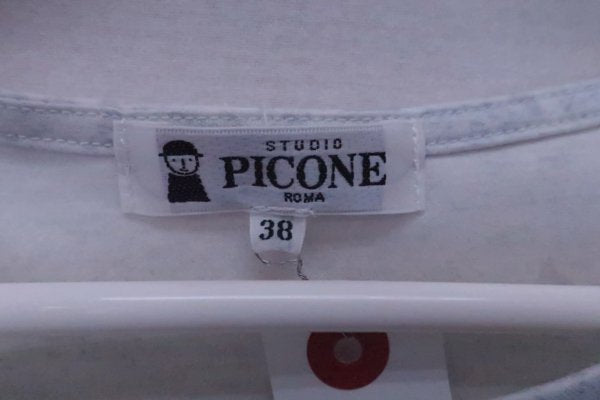 STUDIO
PICONE
ROMA
38